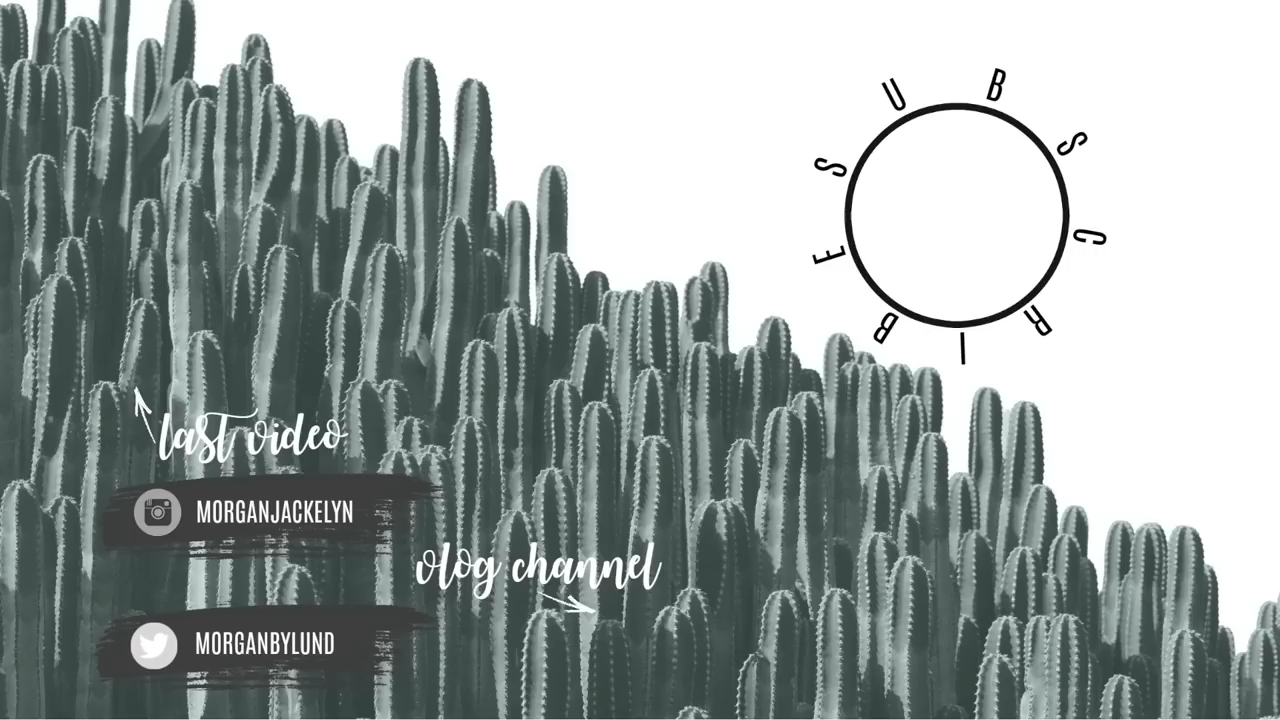 SUBSCRIBE
last video
MORGANJACKELYN
vlog channel
MORGANBYLUND